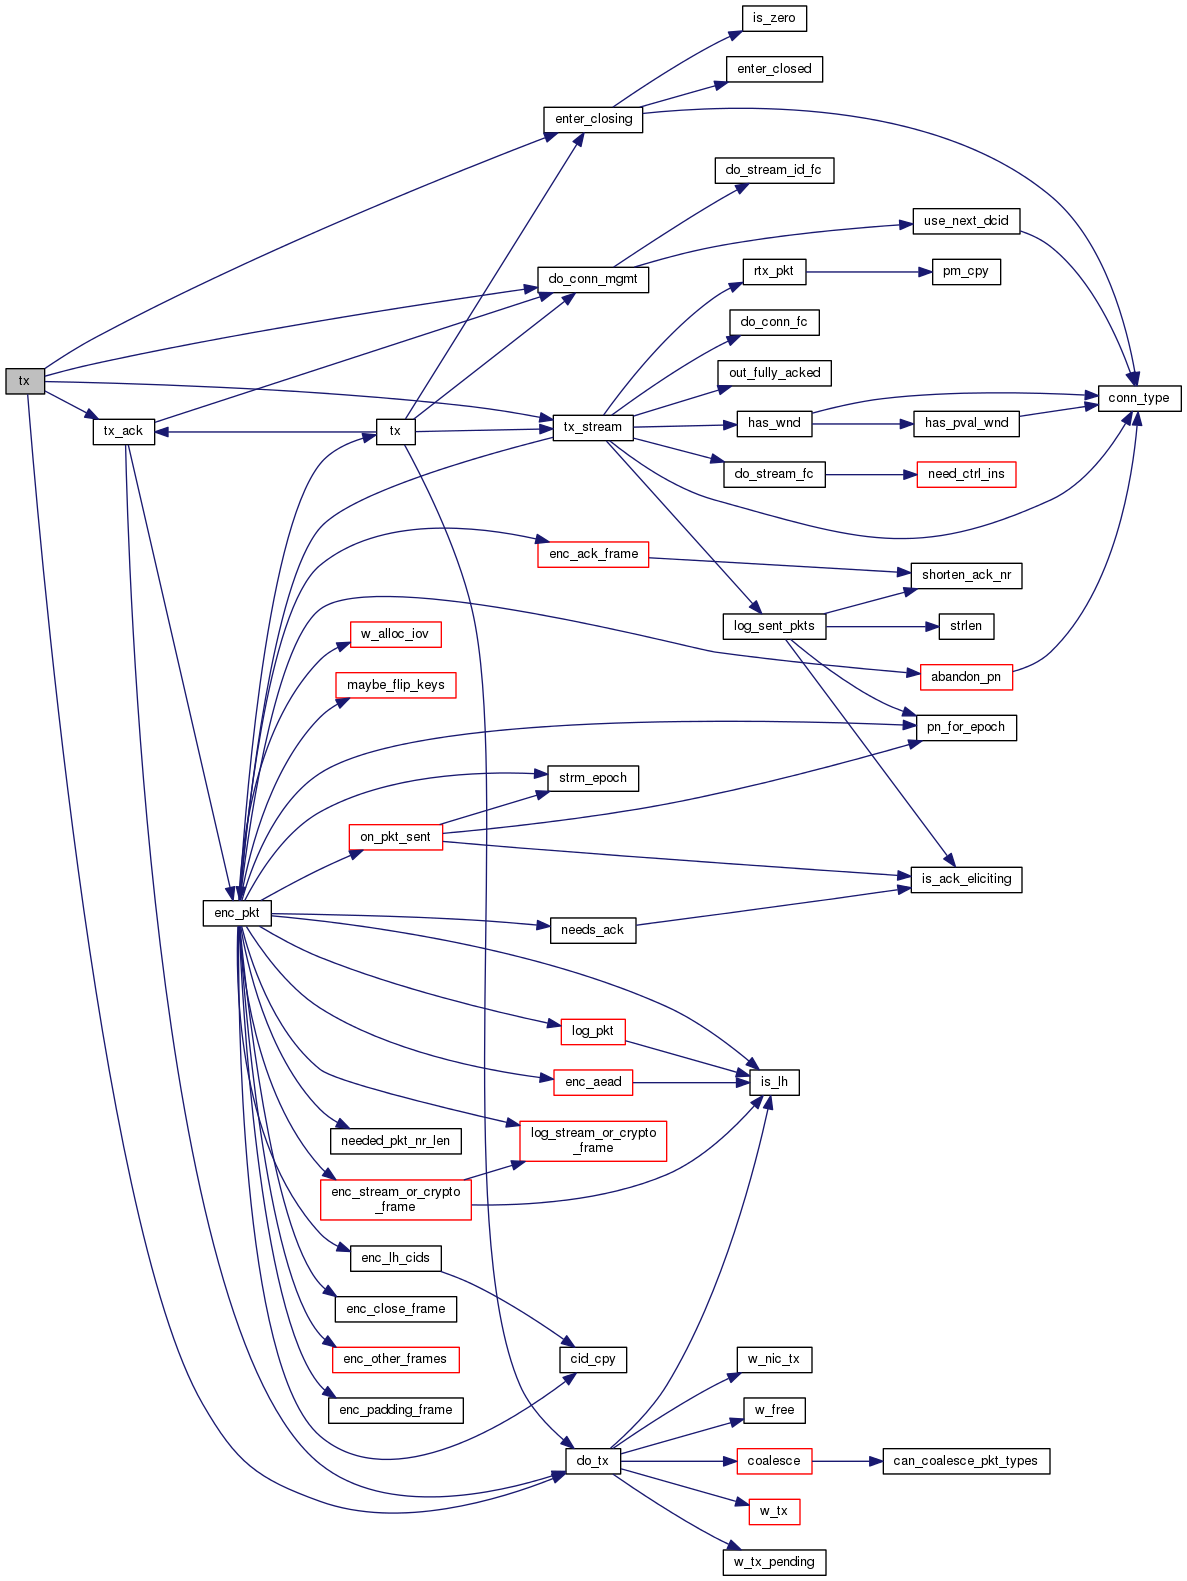 is_zero
enter_closed
enter_closing
do_stream_id_fc
use_next_dcid
do_conn_mgmt
rtx_pkt
pm_cpy
do_conn_fc
out_fully_acked
tx
conn_type
tx_ack
tx
tx_stream
has_wnd
has_pval_wnd
do_stream_fc
need_ctrl_ins
enc_ack_frame
shorten_ack_nr
log_sent_pkts
strlen
w_alloc_iov
abandon_pn
maybe_flip_keys
pn_for_epoch
strm_epoch
on_pkt_sent
is_ack_eliciting
enc_pkt
needs_ack
log_pkt
enc_aead
is_lh
needed_pkt_nr_len
log_stream_or_crypto
_frame
enc_stream_or_crypto
_frame
enc_lh_cids
enc_close_frame
enc_other_frames
cid_cpy
w_nic_tx
enc_padding_frame
w_free
do_tx
coalesce
can_coalesce_pkt_types
w_tx
w_tx_pending